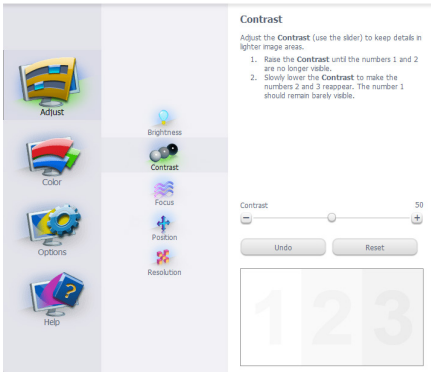 Adjust
Color
Options
Help
Brightness
Contrast
Focus
Position
Resolution
Contrast
Adjust the Contrast (use the slider) to keep details in
lighter image areas.
1. Raise the Contrast until the numbers 1 and 2
are no longer visible.
2. Slowly lower the Contrast to make the
numbers 2 and 3 reappear. The number 1
should remain barely visible.
Contrast 50
Undo Reset
1 2 3